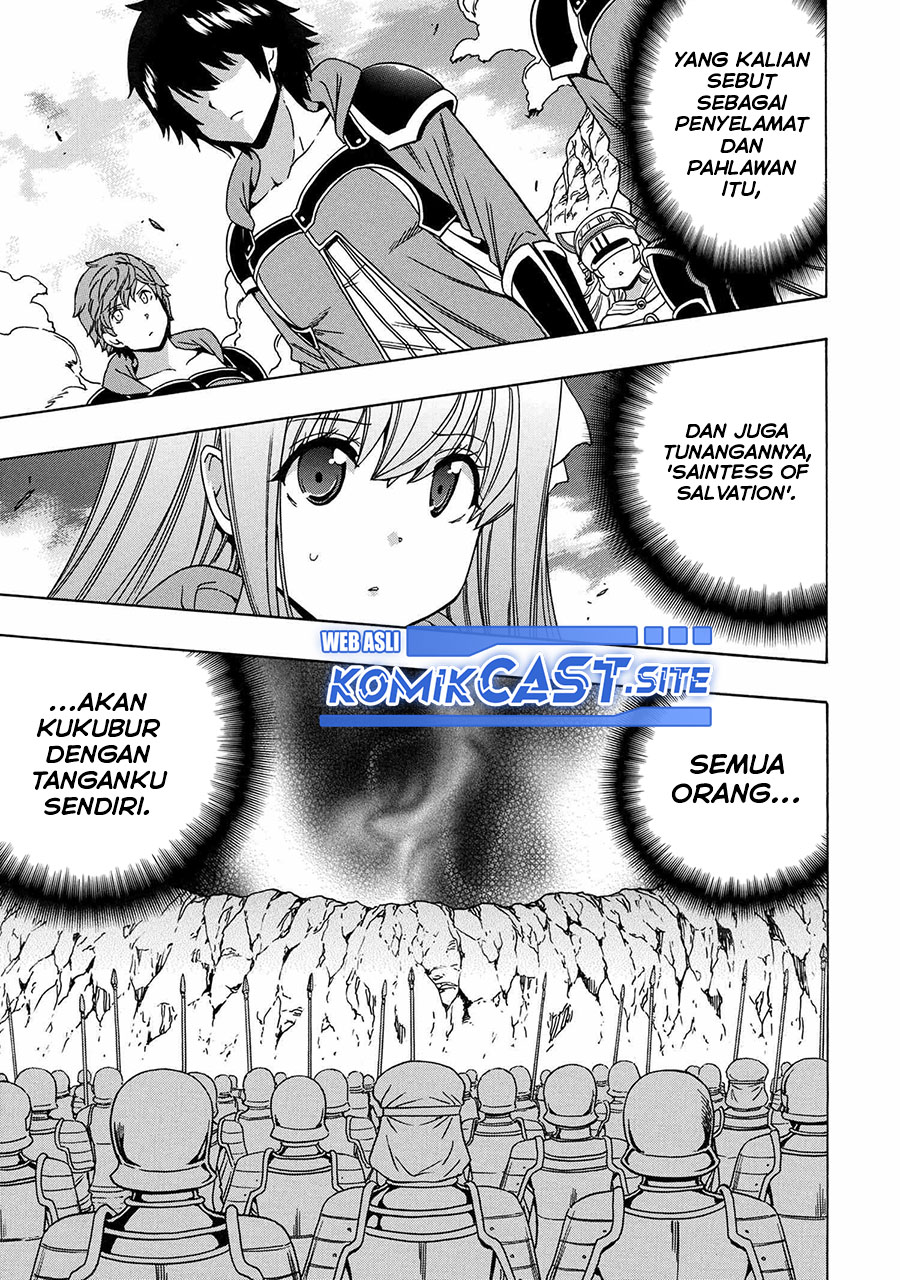 YANG KALIAN
SEBUT
SEBAGAI
PENYELAMAT
DAN
PAHLAWAN
ITU,
DAN JUGA
TUNANGANNYA,
'SAINTESS OF
SALVATION'.
WEB ASLI
KOMIKCAST.SITE
SEMUA
ORANG...
...AKAN
KUKUBUR
DENGAN
TANGANKU
SENDIRI.